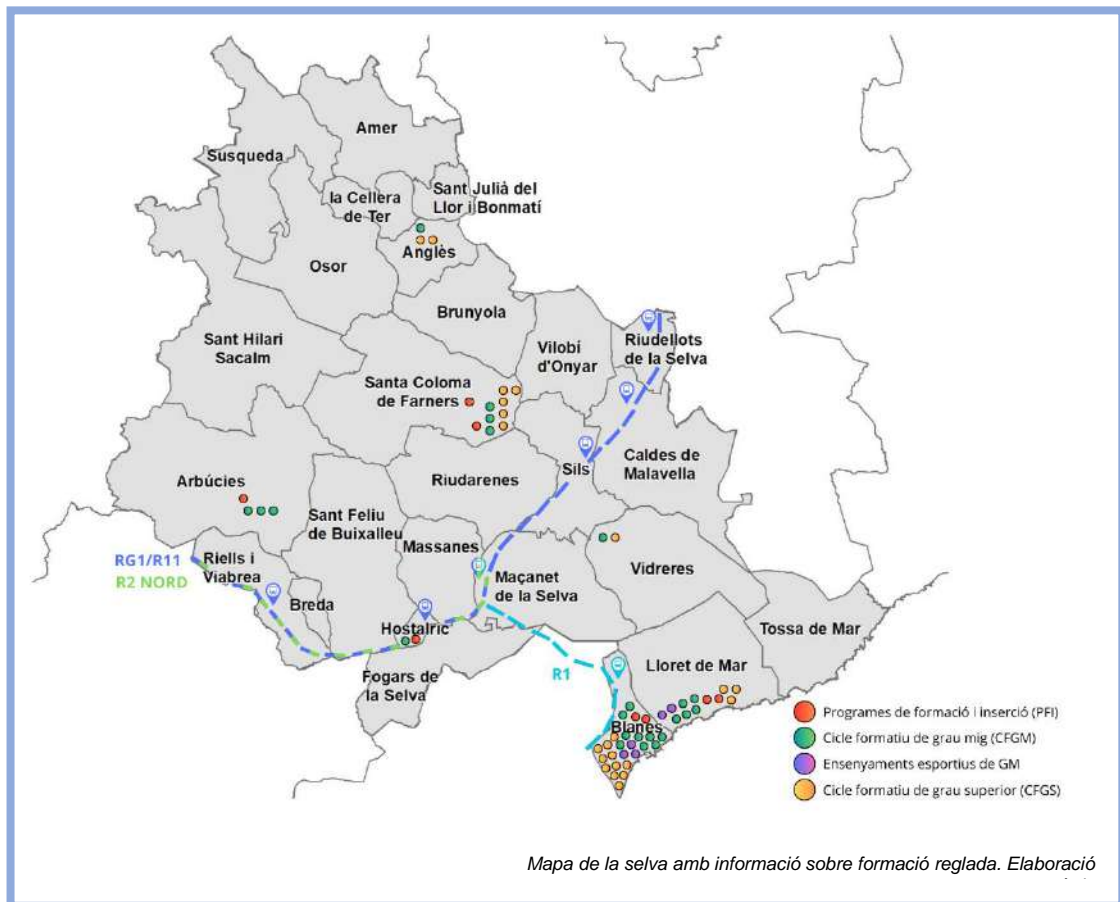 Amer
Susqueda
Sant Julià del
Llor i Bonmatí
la Cellera
de Ter
Anglès
Osor
Brunyola
Sant Hilari
Sacalm
Vilobí
d'Onyar
Riudellots
de la Selva
Santa Coloma
de Farners
Caldes de
Malavella
Sils
Arbúcies
Riudarenes
Sant Feliu
de Buixalleu
Massanes
RG1/R11
R2 NORD
Riells i
Viabrea
Breda
Maçanet
de la Selva
Vidreres
Hostalric
Tossa de Mar
Lloret de Mar
R1
Fogars de
la Selva
Blanes
Programes de formació i inserció (PFI)
Cicle formatiu de grau mig (CFGM)
Ensenyaments esportius de GM
Cicle formatiu de grau superior (CFGS)
Mapa de la selva amb informació sobre formació reglada. Elaboració